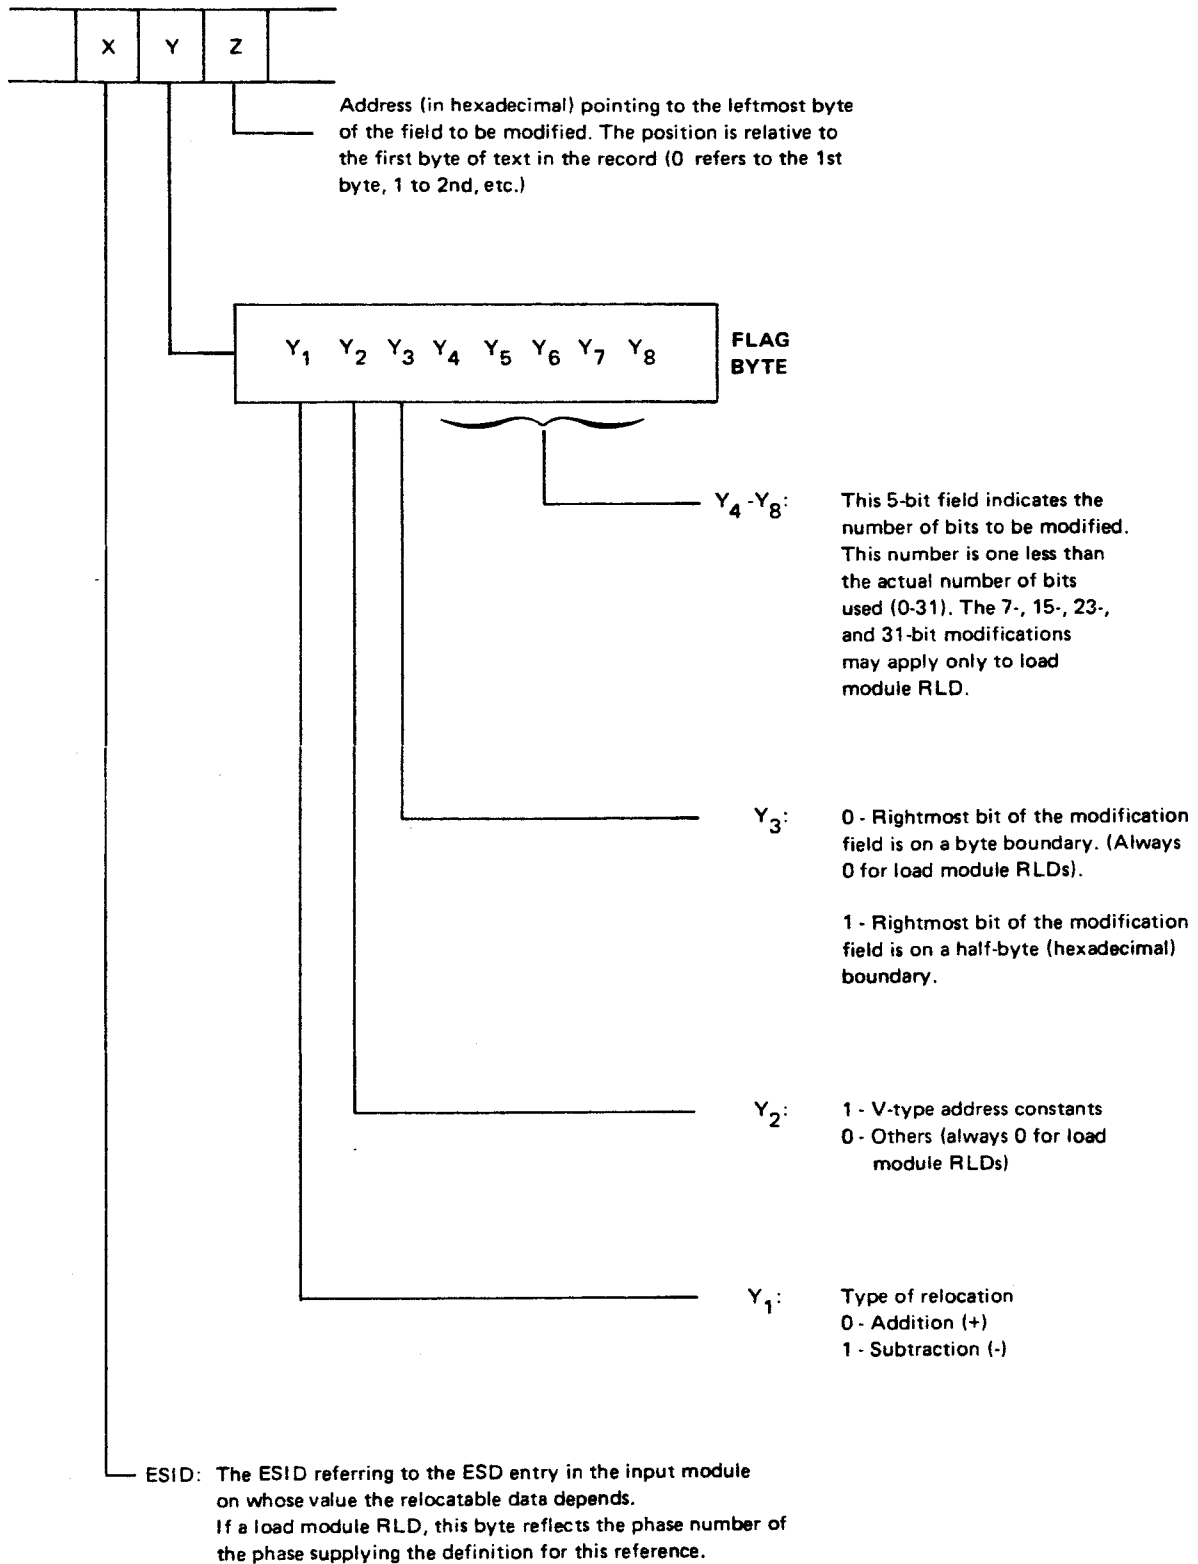 X Y Z
Address (in hexadecimal) pointing to the leftmost byte
of the field to be modified. The position is relative to
the first byte of text in the record (0 refers to the 1st
byte, 1 to 2nd, etc.)
Y1 Y2 Y3 Y4 Y5 Y6 Y7 Y8
FLAG
BYTE
Y4-Y8: This 5-bit field indicates the
number of bits to be modified.
This number is one less than
the actual number of bits
used (0-31). The 7-, 15-, 23-,
and 31-bit modifications
may apply only to load
module RLD.
Y3: 0 - Rightmost bit of the modification
field is on a byte boundary. (Always
0 for load module RLDs).
1 - Rightmost bit of the modification
field is on a half-byte (hexadecimal)
boundary.
Y2: 1 - V-type address constants
0 - Others (always 0 for load
module RLDs)
Y1: Type of relocation
0 - Addition (+)
1 - Subtraction (-)
ESID: The ESID referring to the ESD entry in the input module
on whose value the relocatable data depends.
If a load module RLD, this byte reflects the phase number of
the phase supplying the definition for this reference.